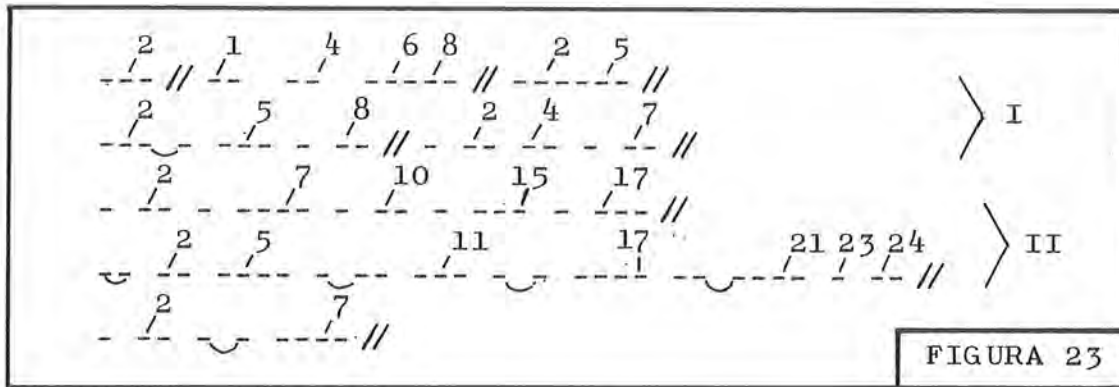 2 1 4 6 8 2 5
---// -- -- ----// ------//
2 5 8 2 4 7 I
---‿- --- - --// - -- -- - --//
2 7 10 15 17
- -- - ---- - -- - --- - ---//
2 5 11 17 21 23 24 II
‿- -- --- -‿-- --- -‿- ---- --‿---- - --//
2 7
- -- -‿- ----//
FIGURA 23